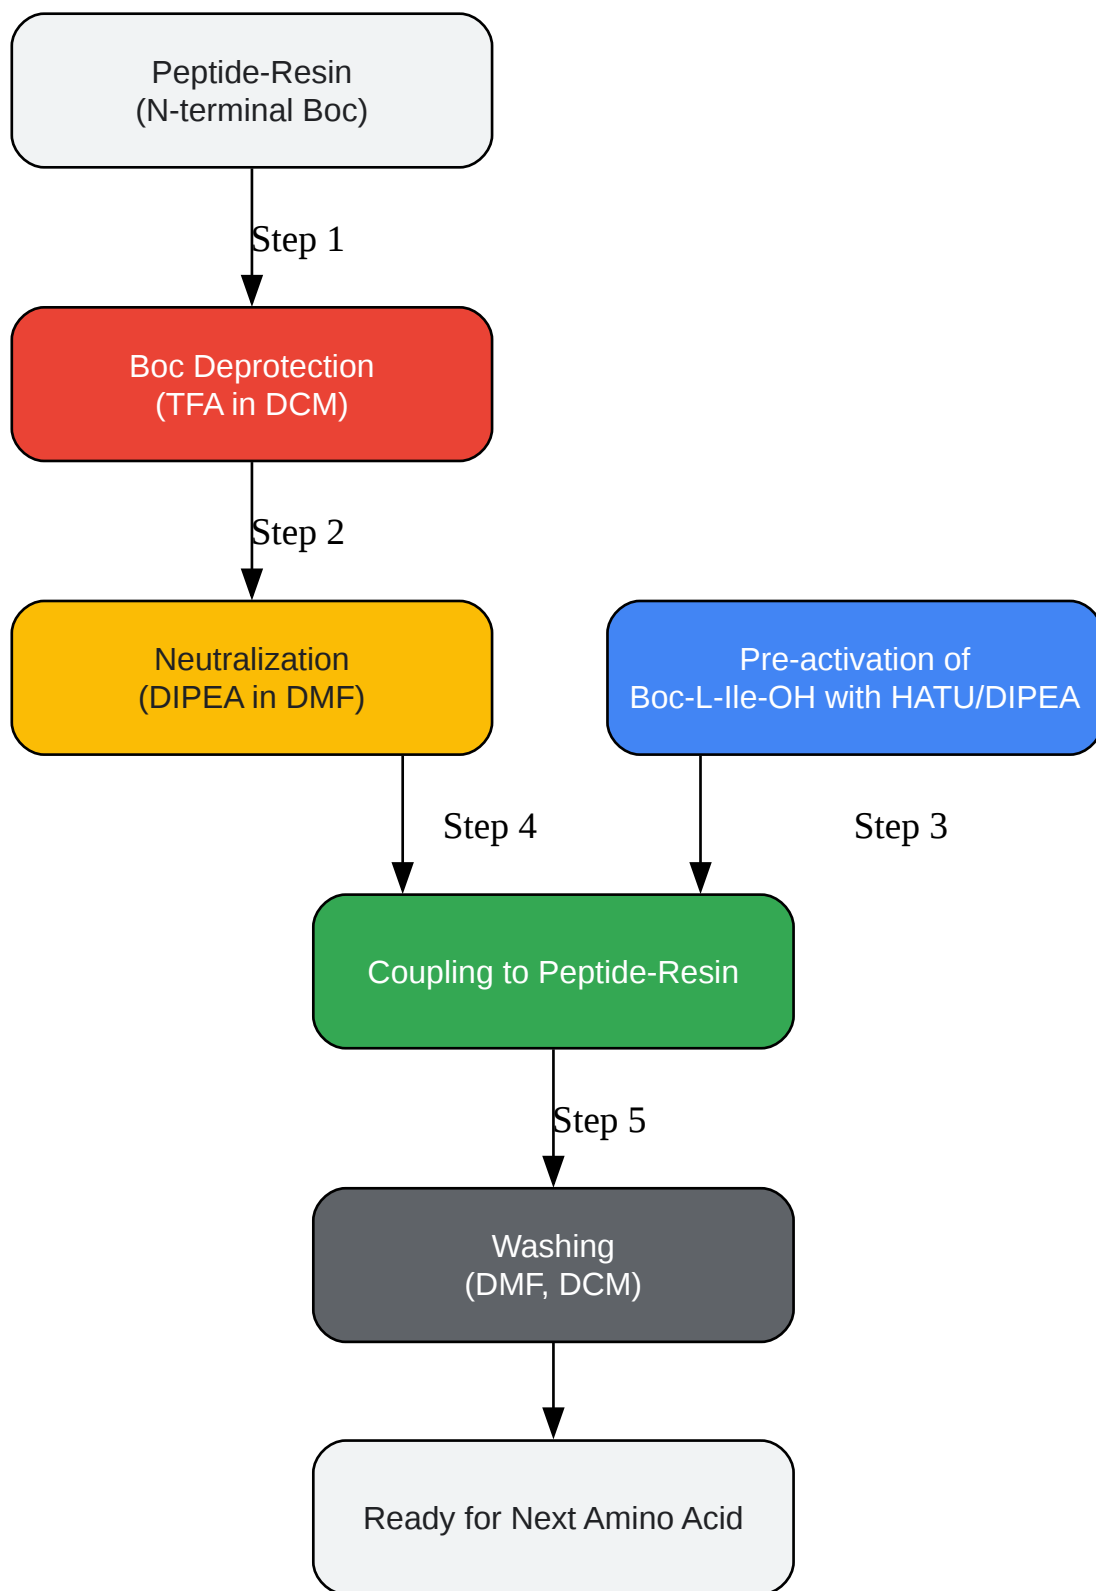 Peptide-Resin
(N-terminal Boc)
Step 1
Boc Deprotection
(TFA in DCM)
Step 2
Neutralization
(DIPEA in DMF)
Pre-activation of
Boc-L-Ile-OH with HATU/DIPEA
Step 4
Step 3
Coupling to Peptide-Resin
Step 5
Washing
(DMF, DCM)
Ready for Next Amino Acid